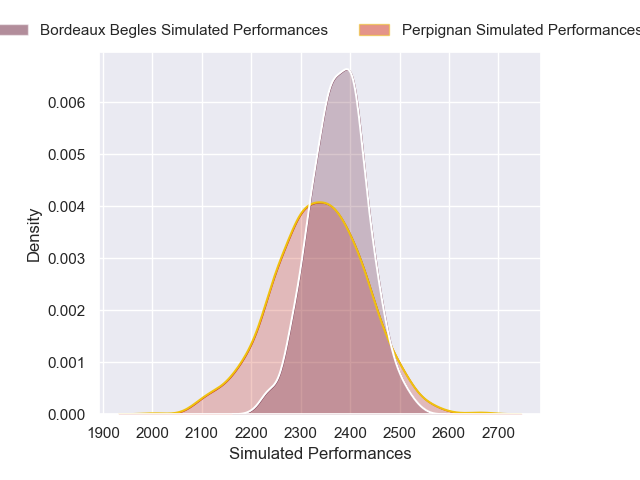 Bordeaux Begles Simulated Performances Perpignan Simulated Performances
0.006
0.005
0.004
0.003
0.002
0.001
0.000
Density
1900 2000 2100 2200 2300 2400 2500 2600 2700
Simulated Performances